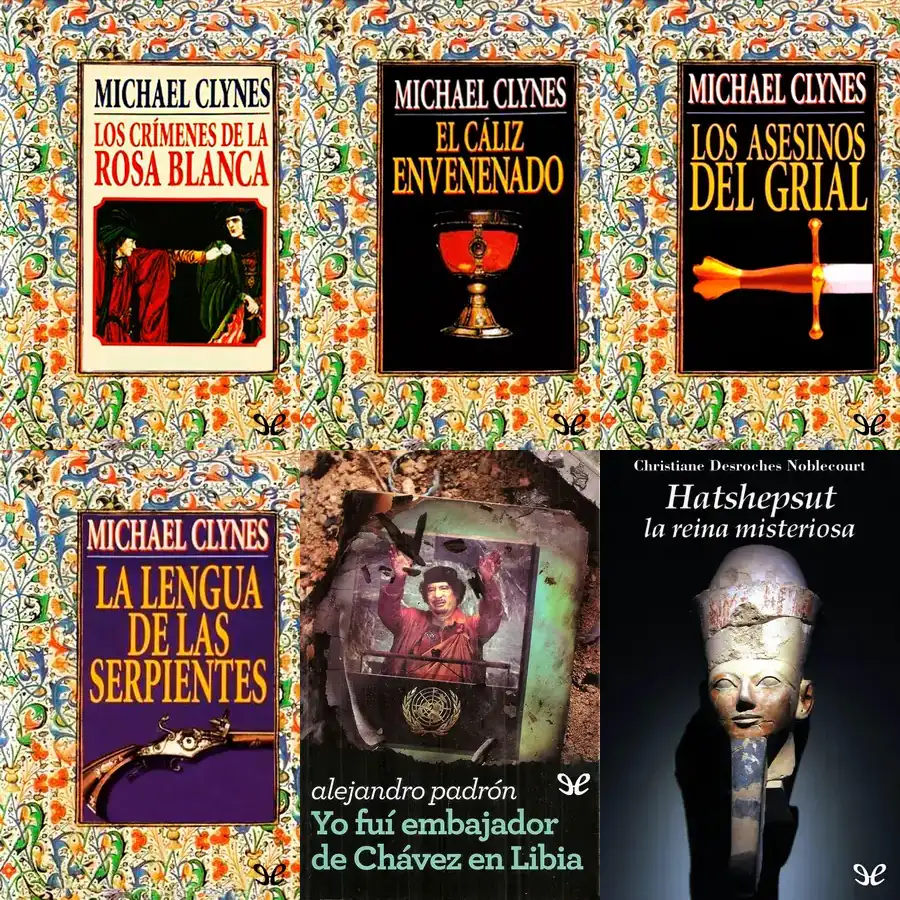 MICHAEL CLYNES
LOS CRÍMENES DE LA
ROSA BLANCA
MICHAEL CLYNES
EL CÁLIZ
ENVENENADO
MICHAEL CLYNES
LOS ASESINOS
DEL GRIAL
MICHAEL CLYNES
LA LENGUA
DE LAS
SERPIENTES
alejandro padrón
Yo fuí embajador
de Chávez en Libia
Christiane Desroches Noblecourt
Hatshepsut
la reina misteriosa